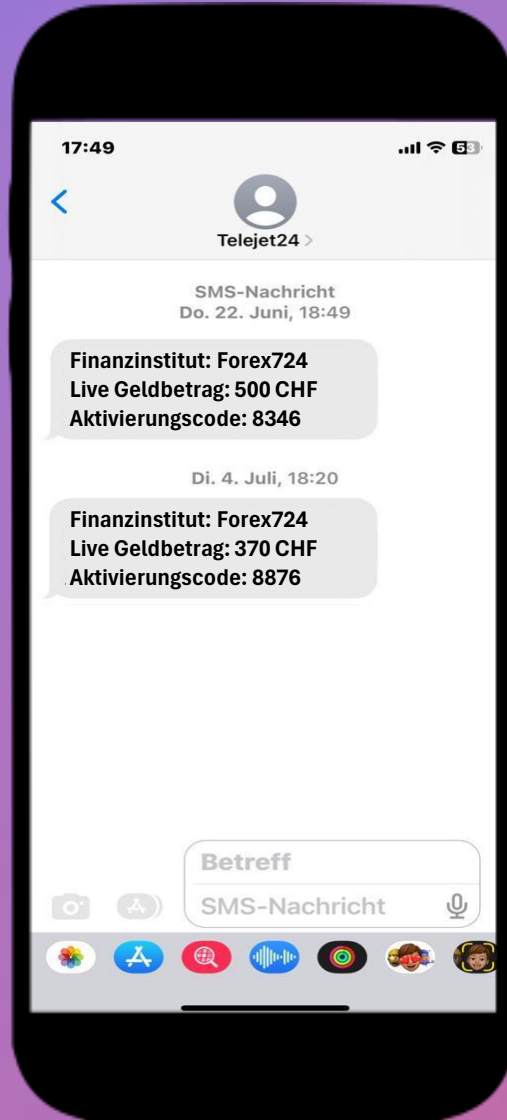 17:49
53
Telejet24
SMS-Nachricht
Do. 22. Juni, 18:49
Finanzinstitut: Forex724
Live Geldbetrag: 500 CHF
Aktivierungscode: 8346
Di. 4. Juli, 18:20
Finanzinstitut: Forex724
Live Geldbetrag: 370 CHF
Aktivierungscode: 8876
Betreff
SMS-Nachricht